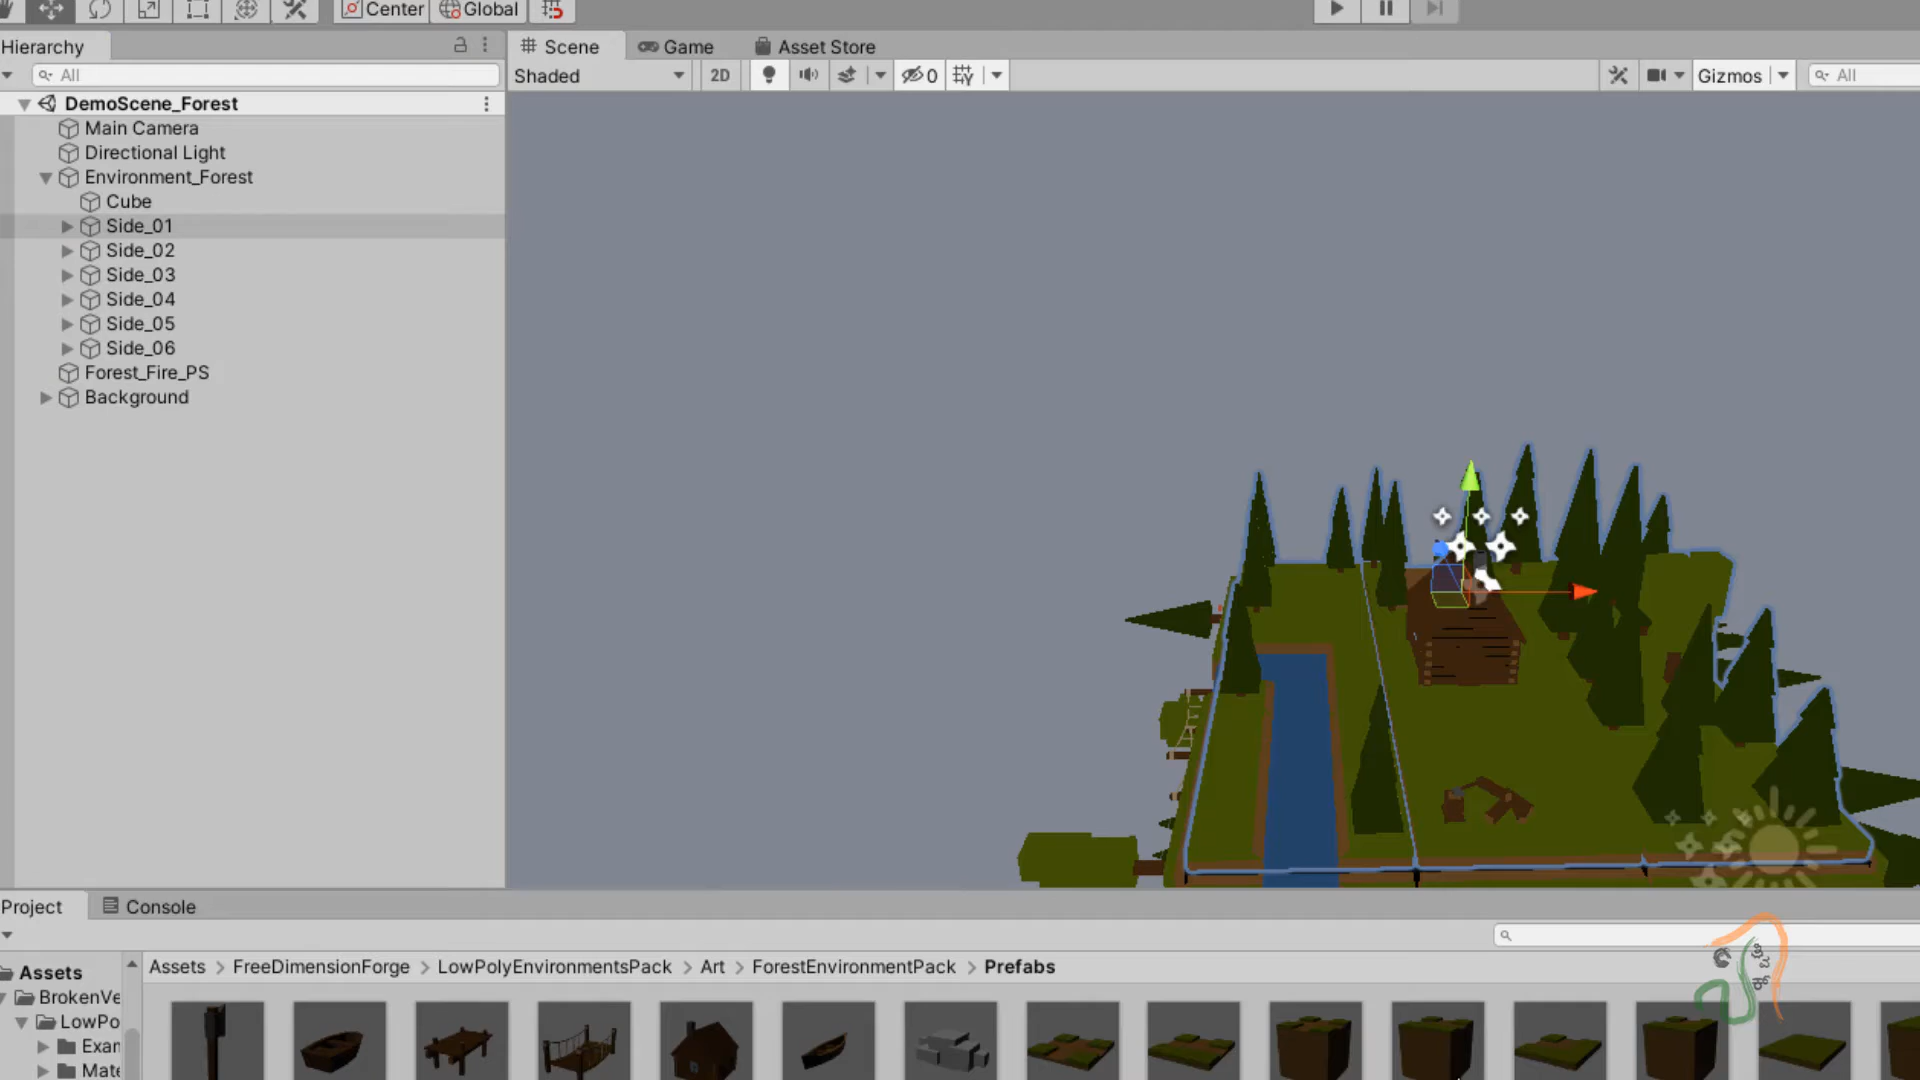 Center Global
Hierarchy
Scene Game Asset Store
All
Shaded 2D 0 Gizmos All
DemoScene_Forest
Main Camera
Directional Light
Environment_Forest
Cube
Side_01
Side_02
Side_03
Side_04
Side_05
Side_06
Forest_Fire_PS
Background
Project Console
Assets
Assets > FreeDimensionForge > LowPolyEnvironmentsPack > Art > ForestEnvironmentPack > Prefabs
BrokenVe
LowPo
Exan
Mate